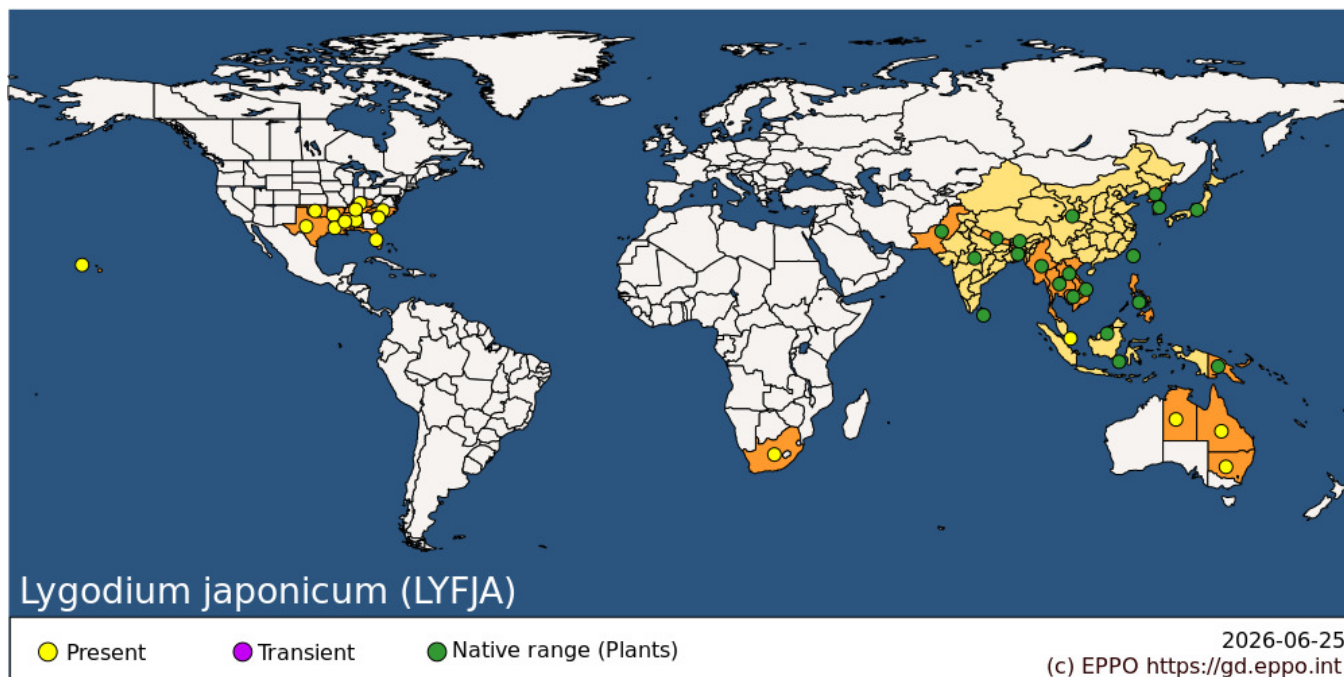 Lygodium japonicum (LYFJA)
Present
Transient
Native range (Plants)
2026-06-25
(c) EPPO https://gd.eppo.int